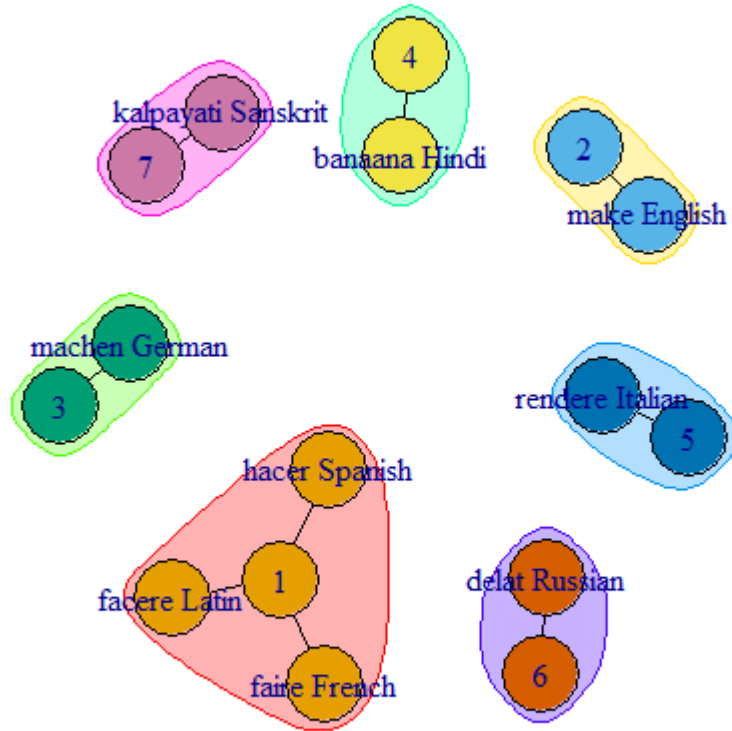 4
kalpayati Sanskrit
2
banaana Hindi
7
make English
machen German
rendere Italian
3
5
hacer Spanish
1
delat Russian
facere Latin
6
faire French